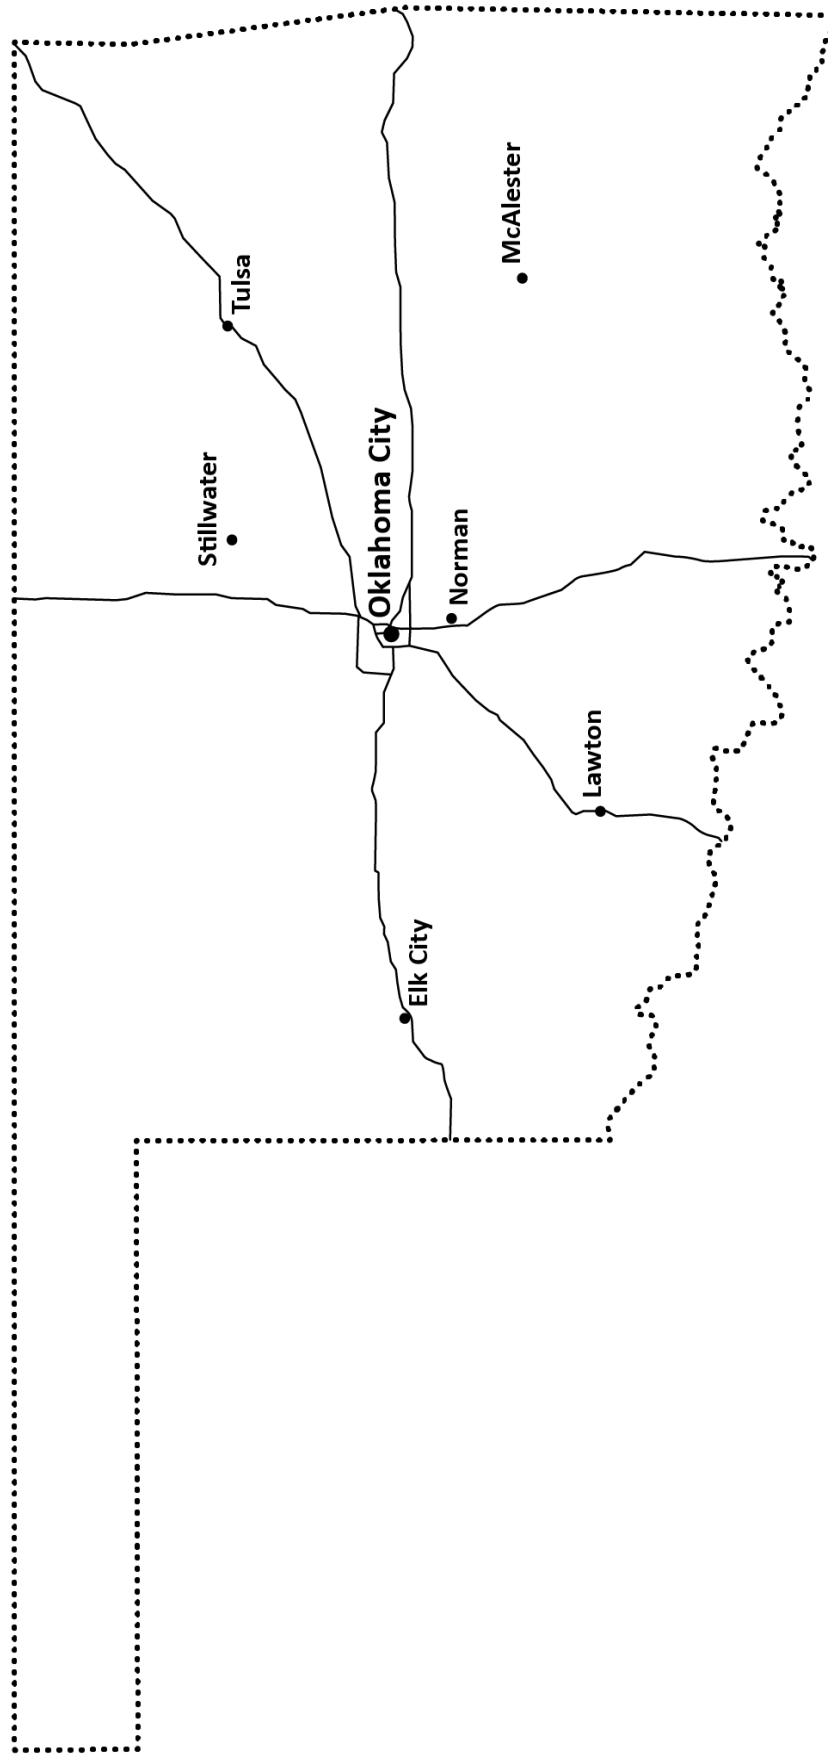 Stillwater
Tulsa
Oklahoma City
Elk City
Norman
McAlester
Lawton